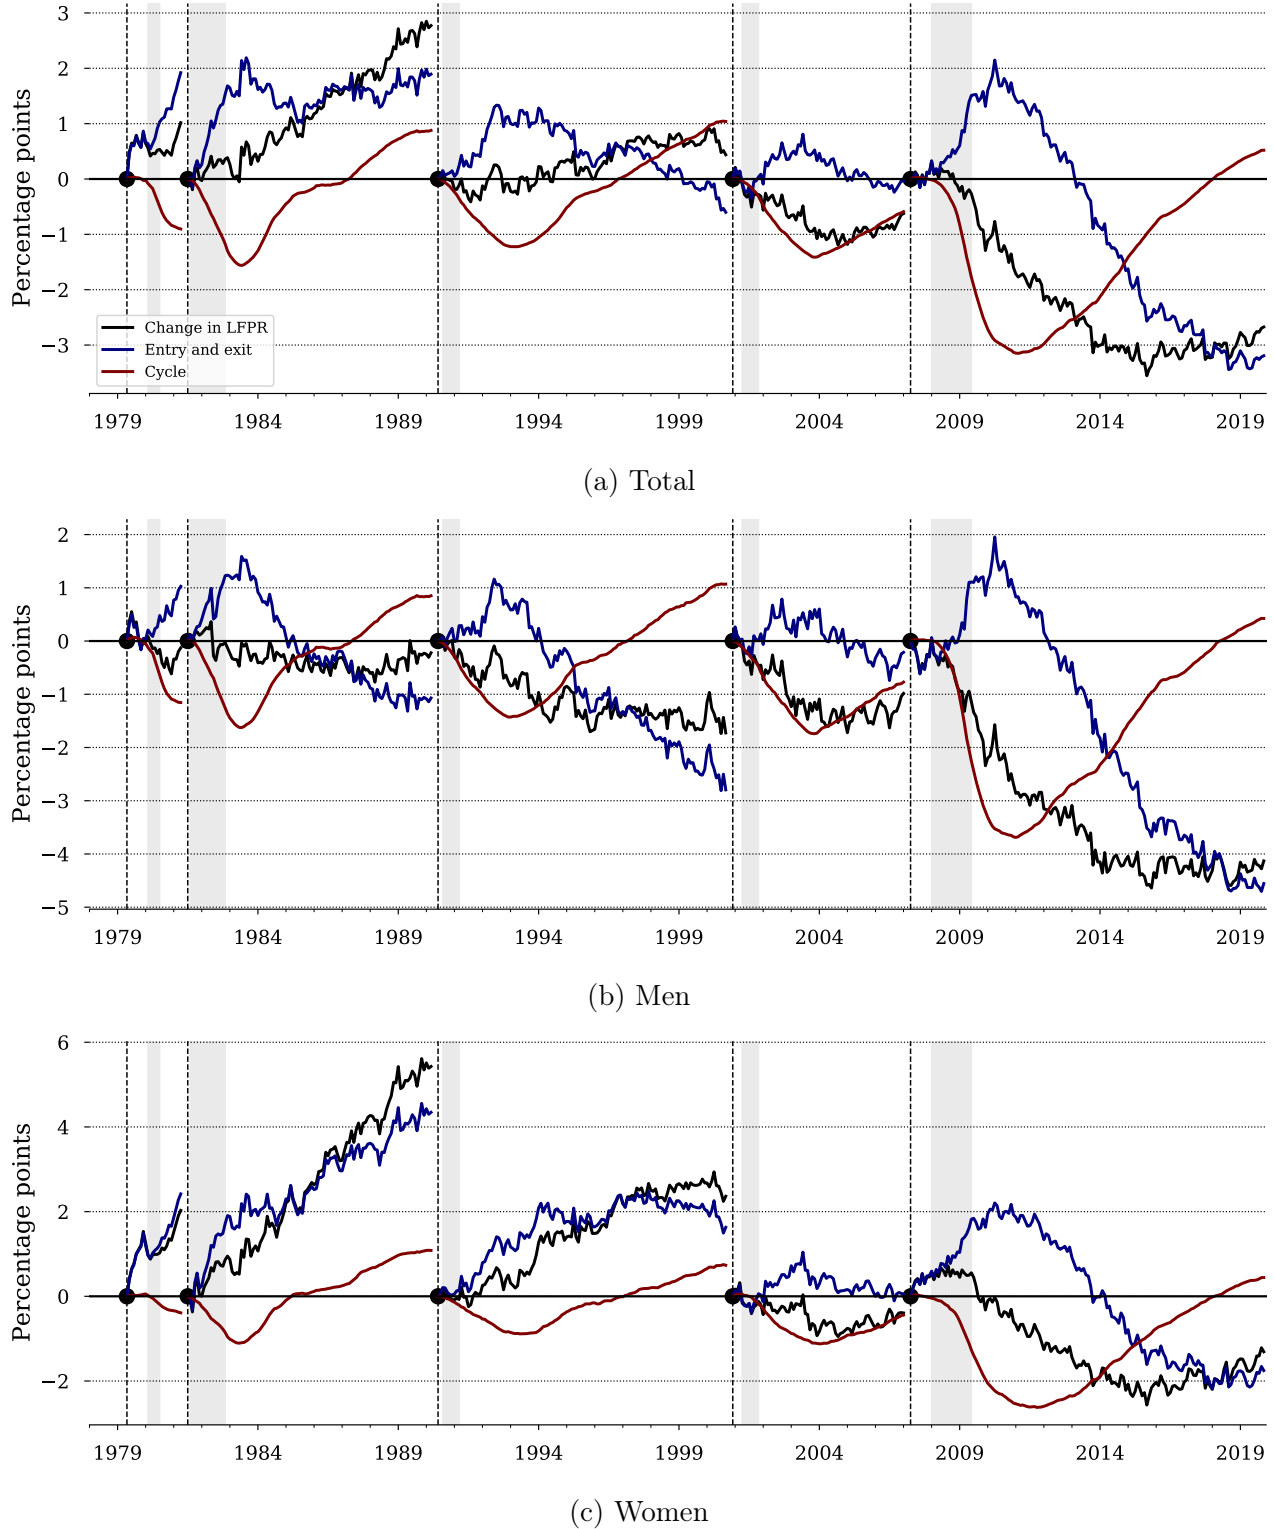 3
2
1
0
−1
−2
−3
Percentage points
Change in LFPR
Entry and exit
Cycle
1979 1984 1989 1994 1999 2004 2009 2014 2019
(a) Total
2
1
0
−1
−2
−3
−4
−5
Percentage points
1979 1984 1989 1994 1999 2004 2009 2014 2019
(b) Men
6
4
2
0
−2
Percentage points
1979 1984 1989 1994 1999 2004 2009 2014 2019
(c) Women